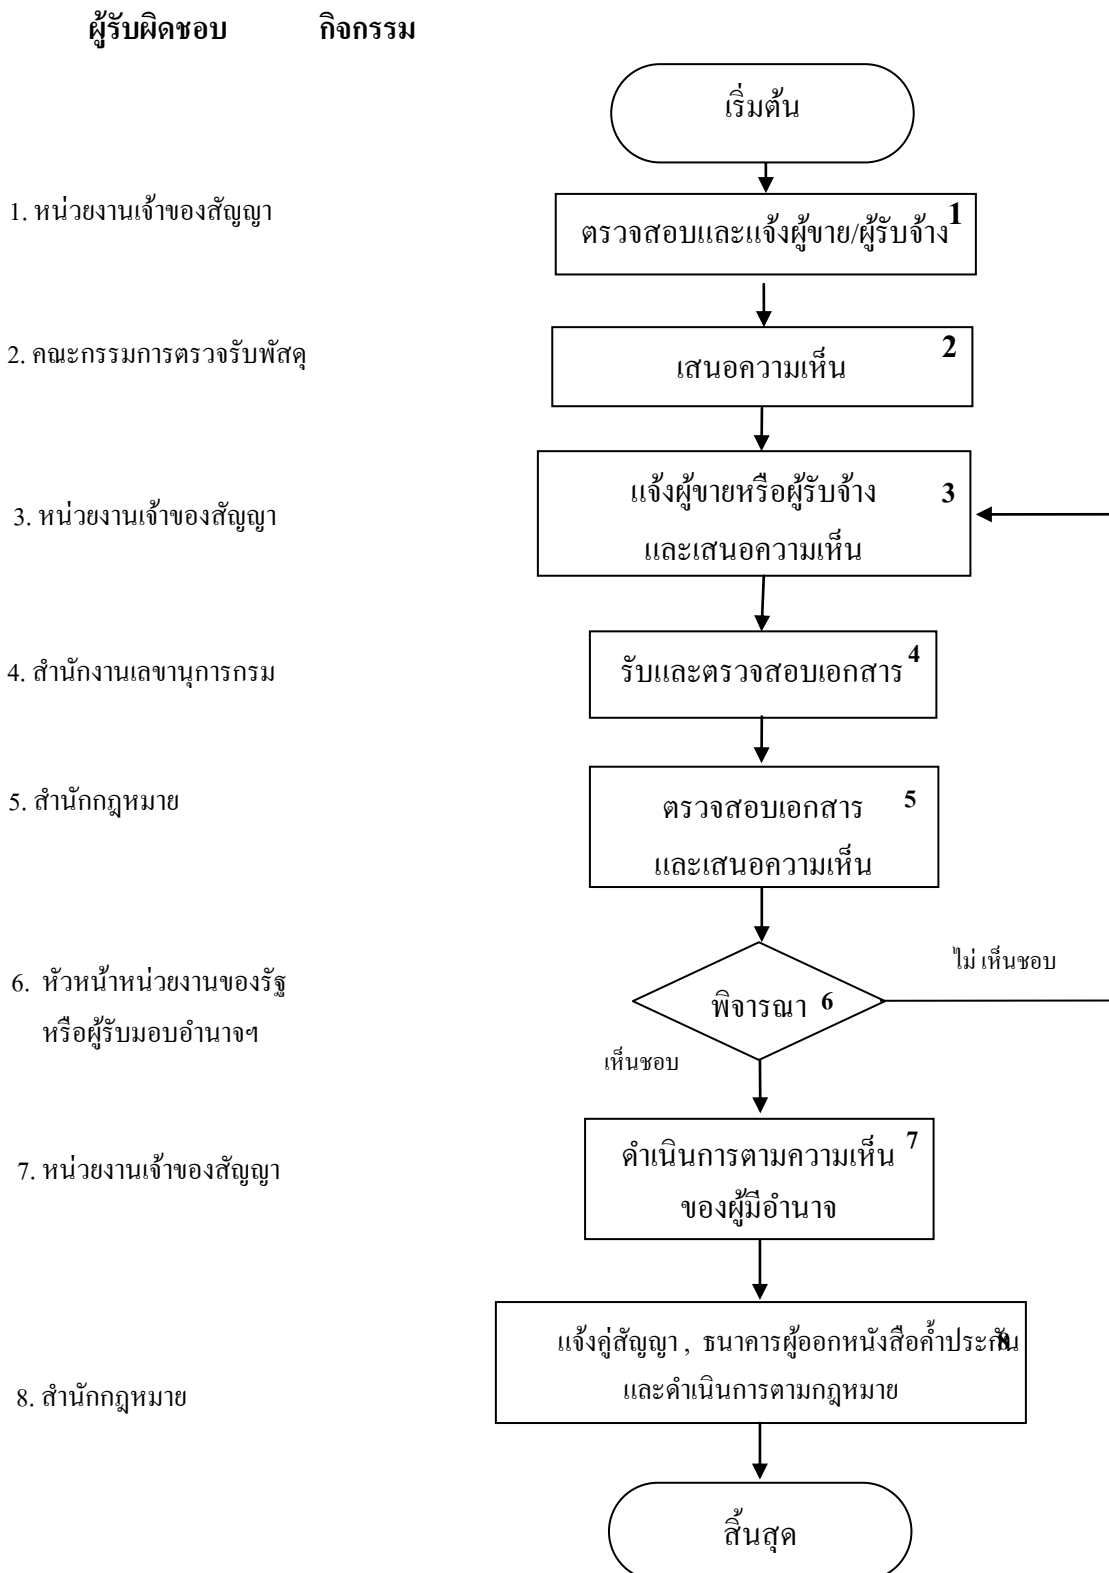 ผู้รับผิดชอบ กิจกรรม
เริ่มต้น
1. หน่วยงานเจ้าของสัญญา
ตรวจสอบและแจ้งผู้ขาย/ผู้รับจ้าง 1
2. คณะกรรมการตรวจรับพัสดุ
เสนอความเห็น 2
3. หน่วยงานเจ้าของสัญญา
แจ้งผู้ขายหรือผู้รับจ้าง 3
และเสนอความเห็น
4. สำนักงานเลขานุการกรม
รับและตรวจสอบเอกสาร 4
5. สำนักกฎหมาย
ตรวจสอบเอกสาร 5
และเสนอความเห็น
6. หัวหน้าหน่วยงานของรัฐ
หรือผู้รับมอบอำนาจฯ
พิจารณา 6
ไม่ เห็นชอบ
เห็นชอบ
7. หน่วยงานเจ้าของสัญญา
ดำเนินการตามความเห็น 7
ของผู้มีอำนาจ
8. สำนักกฎหมาย
แจ้งคู่สัญญา , ธนาคารผู้ออกหนังสือค้ำประกัน 8
และดำเนินการตามกฎหมาย
สิ้นสุด